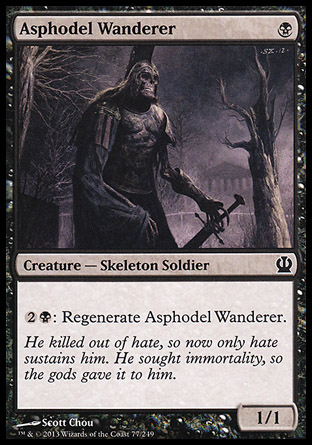 Asphodel Wanderer
Creature — Skeleton Soldier
2: Regenerate Asphodel Wanderer.
He killed out of hate, so now only hate
sustains him. He sought immortality, so
the gods gave it to him.
Scott Chou
1/1
™ & © 2013 Wizards of the Coast 77/249